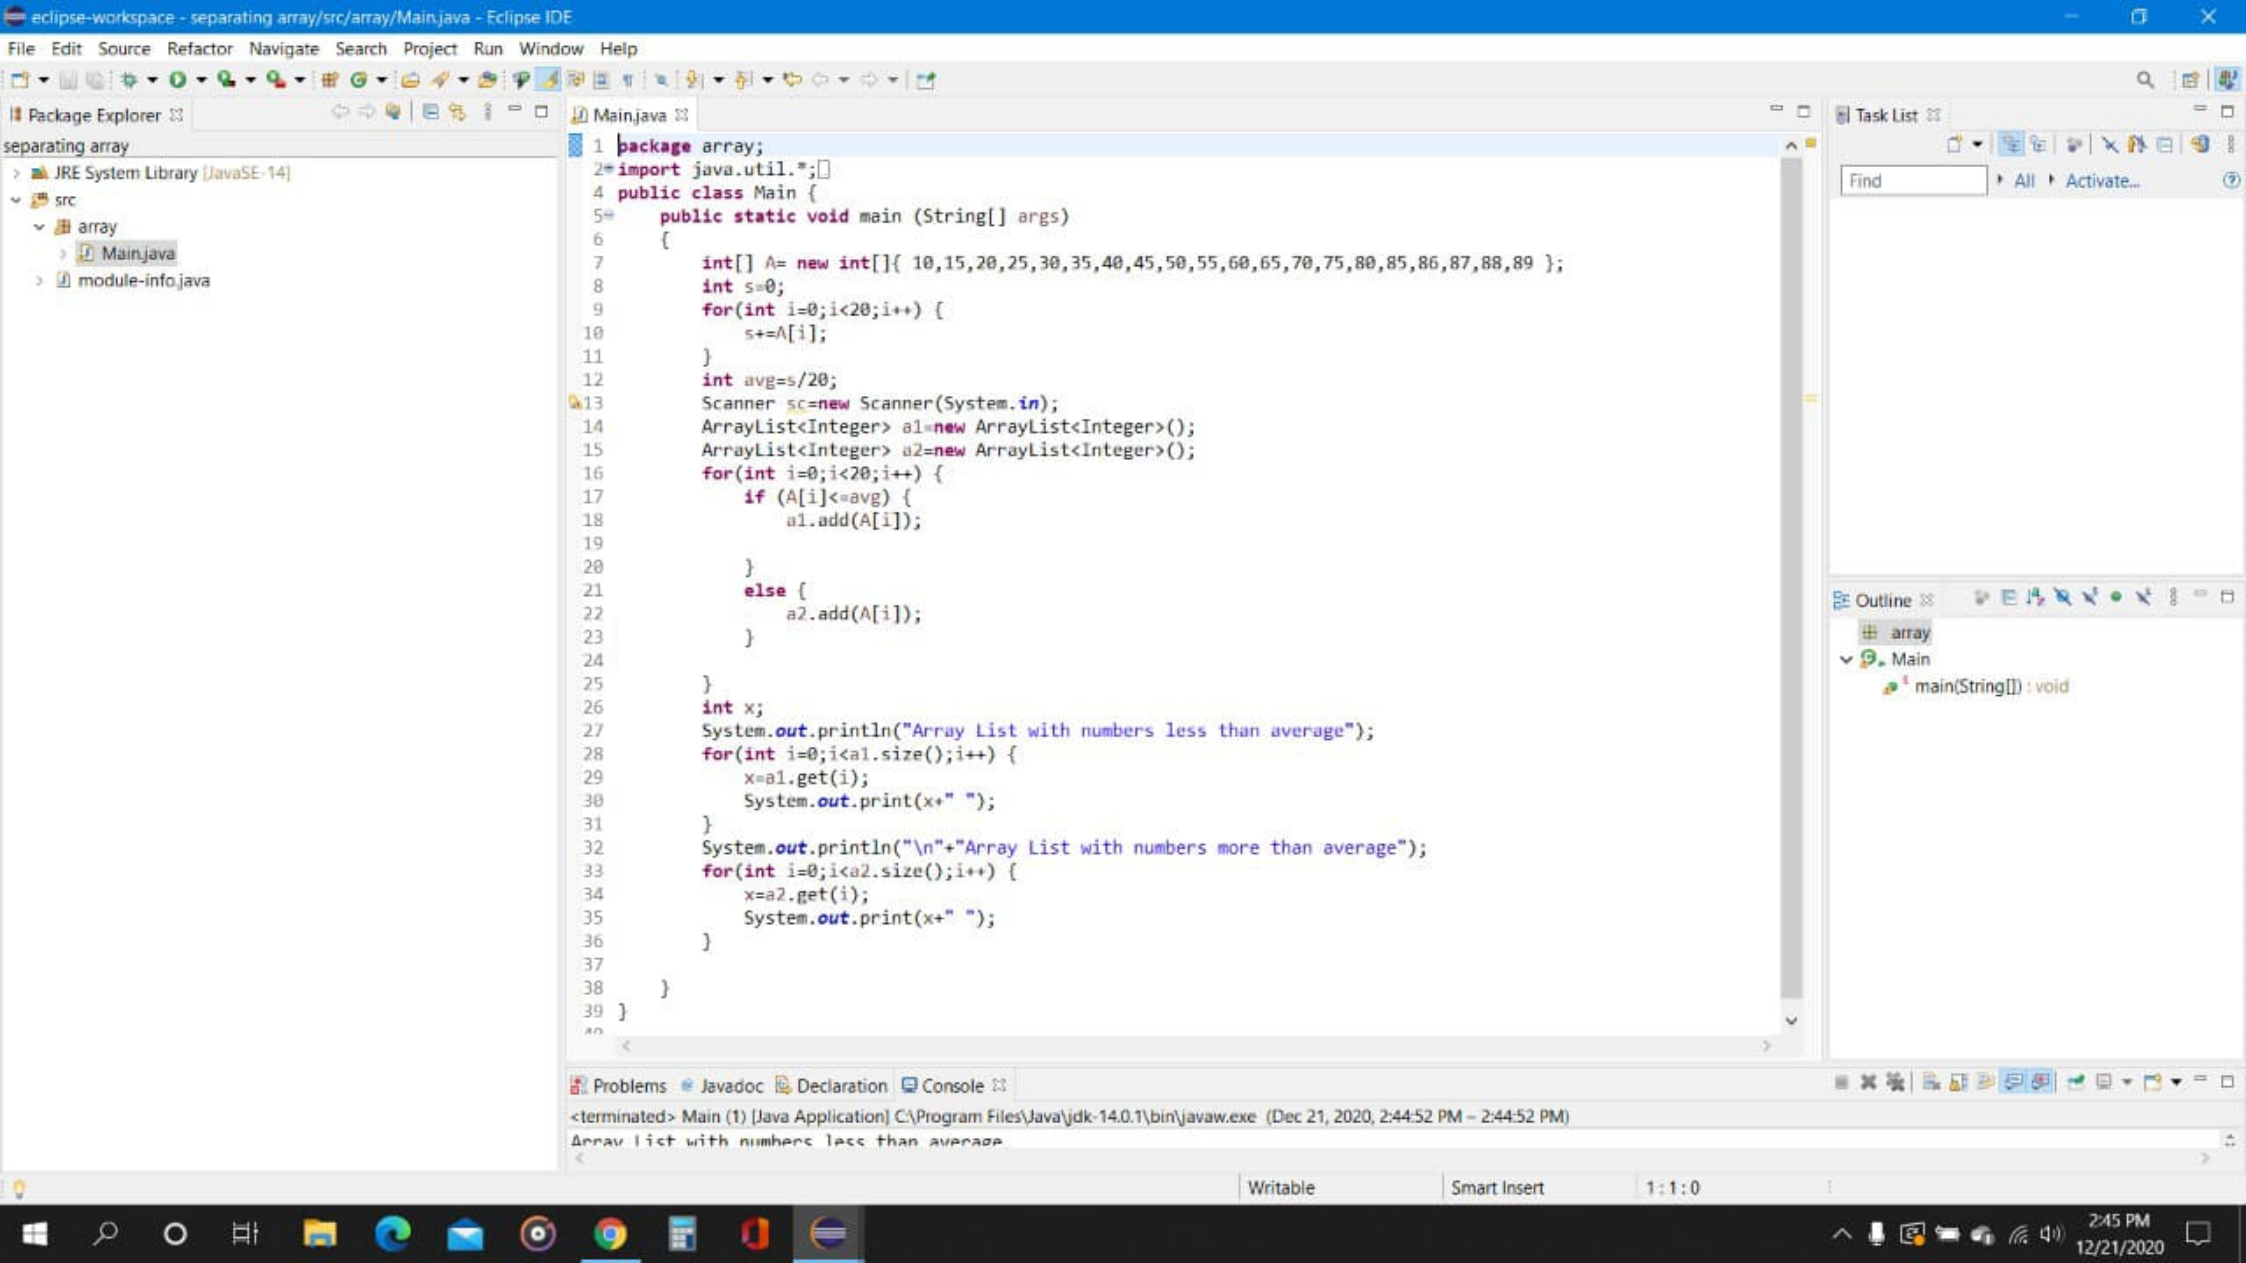 eclipse-workspace - separating array/src/array/Main.java - Eclipse IDE
File Edit Source Refactor Navigate Search Project Run Window Help
Package Explorer
separating array
JRE System Library [JavaSE-14]
src
array
Main.java
module-info.java
Main.java
1 package array;
2 import java.util.*;
4 public class Main {
5 public static void main (String[] args)
6 {
7 int[] A= new int[]{ 10,15,20,25,30,35,40,45,50,55,60,65,70,75,80,85,86,87,88,89 };
8 int s=0;
9 for(int i=0;i<20;i++) {
10 s+=A[i];
11 }
12 int avg=s/20;
13 Scanner sc=new Scanner(System.in);
14 ArrayList<Integer> a1=new ArrayList<Integer>();
15 ArrayList<Integer> a2=new ArrayList<Integer>();
16 for(int i=0;i<20;i++) {
17 if (A[i]<=avg) {
18 a1.add(A[i]);
19
20 }
21 else {
22 a2.add(A[i]);
23 }
24
25 }
26 int x;
27 System.out.println("Array List with numbers less than average");
28 for(int i=0;i<a1.size();i++) {
29 x=a1.get(i);
30 System.out.print(x+" ");
31 }
32 System.out.println("\n"+"Array List with numbers more than average");
33 for(int i=0;i<a2.size();i++) {
34 x=a2.get(i);
35 System.out.print(x+" ");
36 }
37
38 }
39 }
40
Task List
Find All Activate...
Outline
array
Main
main(String[]) : void
Problems Javadoc Declaration Console
<terminated> Main (1) [Java Application] C:\Program Files\Java\jdk-14.0.1\bin\javaw.exe (Dec 21, 2020, 2:44:52 PM – 2:44:52 PM)
Array List with numbers less than average
Writable Smart Insert 1 : 1 : 0
2:45 PM
12/21/2020